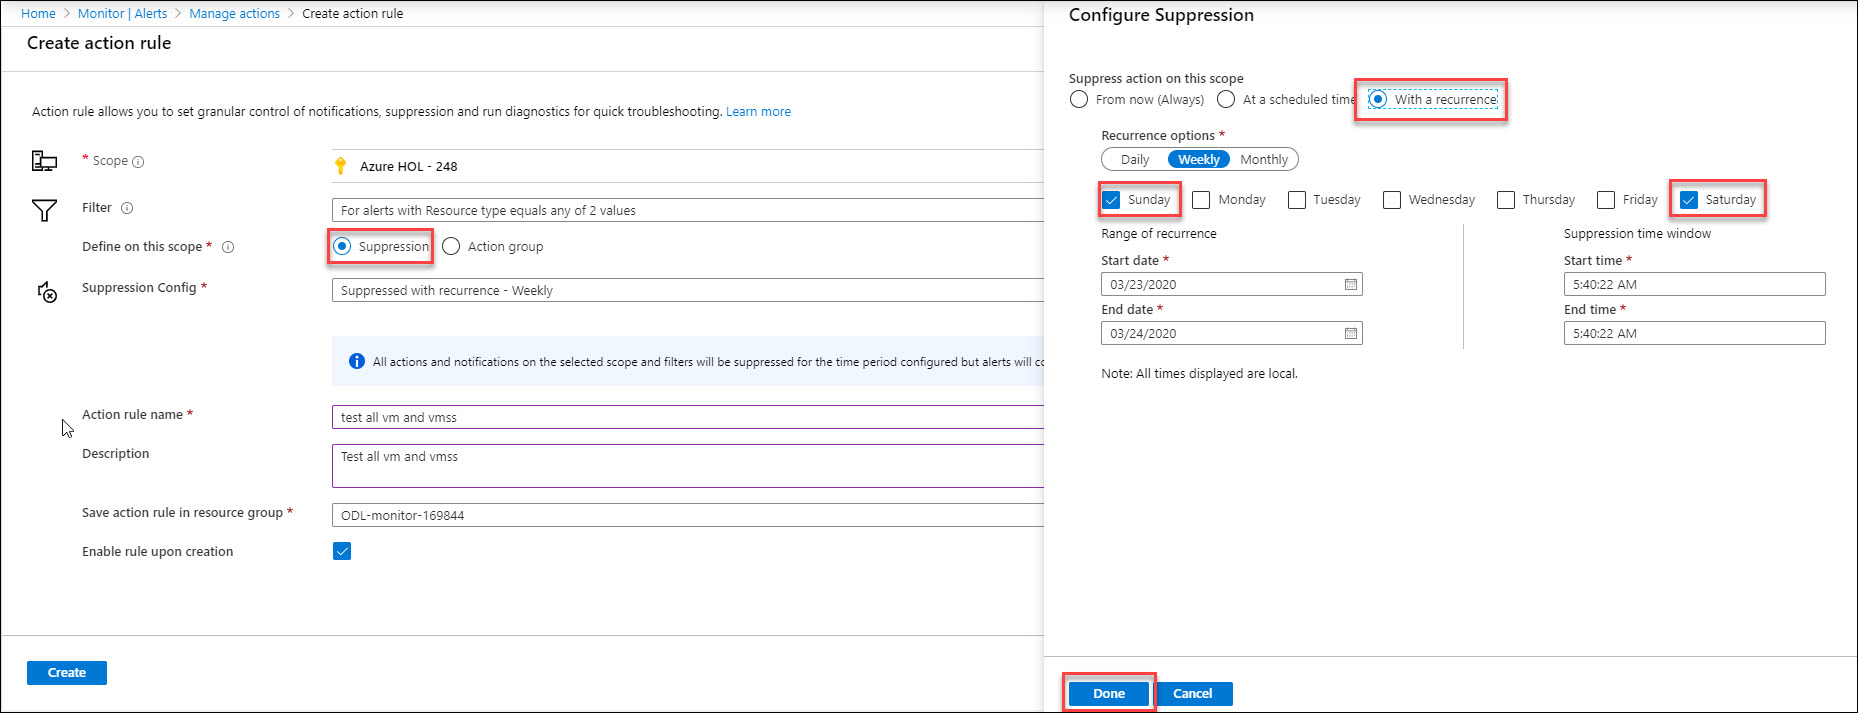 Home > Monitor | Alerts > Manage actions > Create action rule
Create action rule
Action rule allows you to set granular control of notifications, suppression and run diagnostics for quick troubleshooting. Learn more
* Scope
Azure HOL - 248
Filter
For alerts with Resource type equals any of 2 values
Define on this scope *
Suppression
Action group
Suppression Config *
Suppressed with recurrence - Weekly
All actions and notifications on the selected scope and filters will be suppressed for the time period configured but alerts will
Action rule name *
test all vm and vmss
Description
Test all vm and vmss
Save action rule in resource group *
ODL-monitor-169844
Enable rule upon creation
Create
Configure Suppression
Suppress action on this scope
From now (Always)
At a scheduled time
With a recurrence
Recurrence options *
Daily
Weekly
Monthly
Sunday
Monday
Tuesday
Wednesday
Thursday
Friday
Saturday
Range of recurrence
Start date *
03/23/2020
End date *
03/24/2020
Suppression time window
Start time *
5:40:22 AM
End time *
5:40:22 AM
Note: All times displayed are local.
Done
Cancel